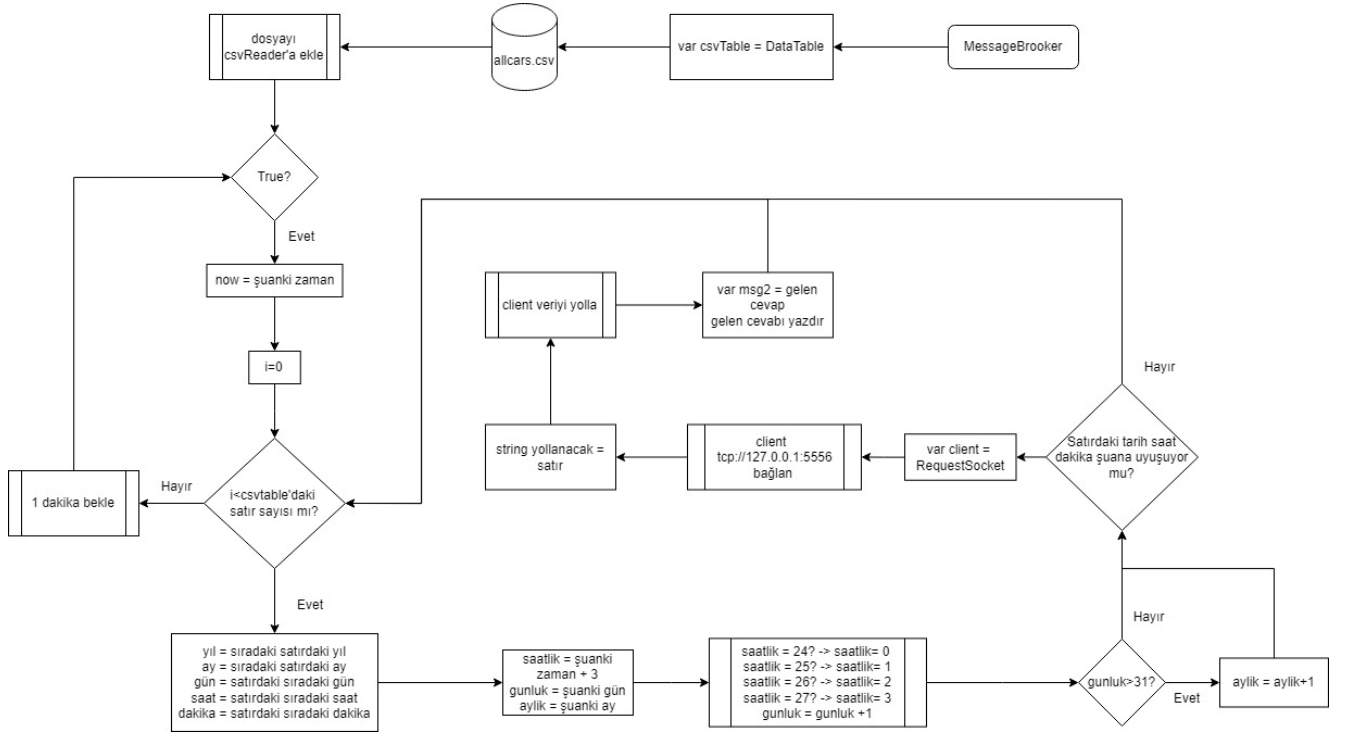 dosyayı
csvReader'a ekle
allcars.csv
var csvTable = DataTable
MessageBrooker
True?
Evet
now = şuanki zaman
i=0
client veriyi yolla
var msg2 = gelen
cevap
gelen cevabı yazdır
Hayır
string yollanacak =
satır
client
tcp://127.0.0.1:5556
bağlan
var client =
RequestSocket
Satırdaki tarih saat
dakika şuana uyuşuyor
mu?
1 dakika bekle
Hayır
i<csvtable'daki
satır sayısı mı?
Evet
yıl = sıradaki satırdaki yıl
ay = sıradaki satırdaki ay
gün = satırdaki sıradaki gün
saat = satırdaki sıradaki saat
dakika = satırdaki sıradaki dakika
saatlik = şuanki
zaman + 3
gunluk = şuanki gün
aylik = şuanki ay
saatlik = 24? -> saatlik= 0
saatlik = 25? -> saatlik= 1
saatlik = 26? -> saatlik= 2
saatlik = 27? -> saatlik= 3
gunluk = gunluk +1
Hayır
gunluk>31?
Evet
aylik = aylik+1